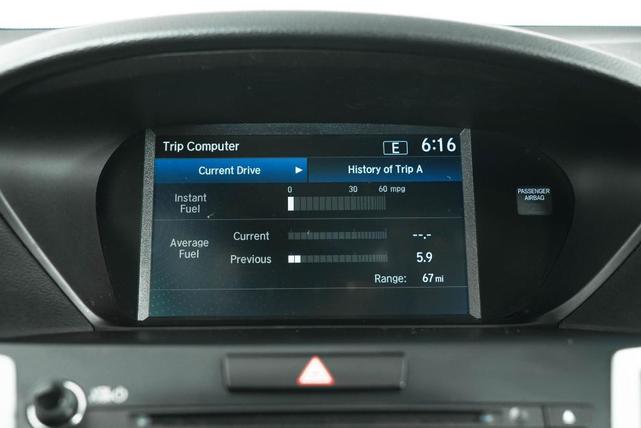 Trip Computer E 6:16
Current Drive History of Trip A
0 30 60 mpg
Instant
Fuel
Average
Fuel
Current --.-
Previous 5.9
Range: 67 mi
PASSENGER
AIRBAG